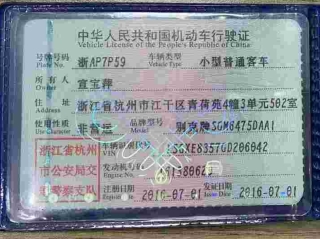 中华人民共和国机动车行驶证
Vehicle License of the People's Republic of China
号牌号码 浙AP7P59 车辆类型 小型普通客车
Plate No. Vehicle Type
所有人 宣宝萍
Owner
住址 浙江省杭州市江干区青荷苑4幢3单元502室
Address
使用性质 非营运 品牌型号 别克牌SGM6475DAA1
Use Character Model
浙江省杭州 车辆识别代号
VIN
市公安局交 发动机号码
Engine No.
警察支队 注册日期 2016-07-01 发证日期 2016-07-01
Register Date Issue Date